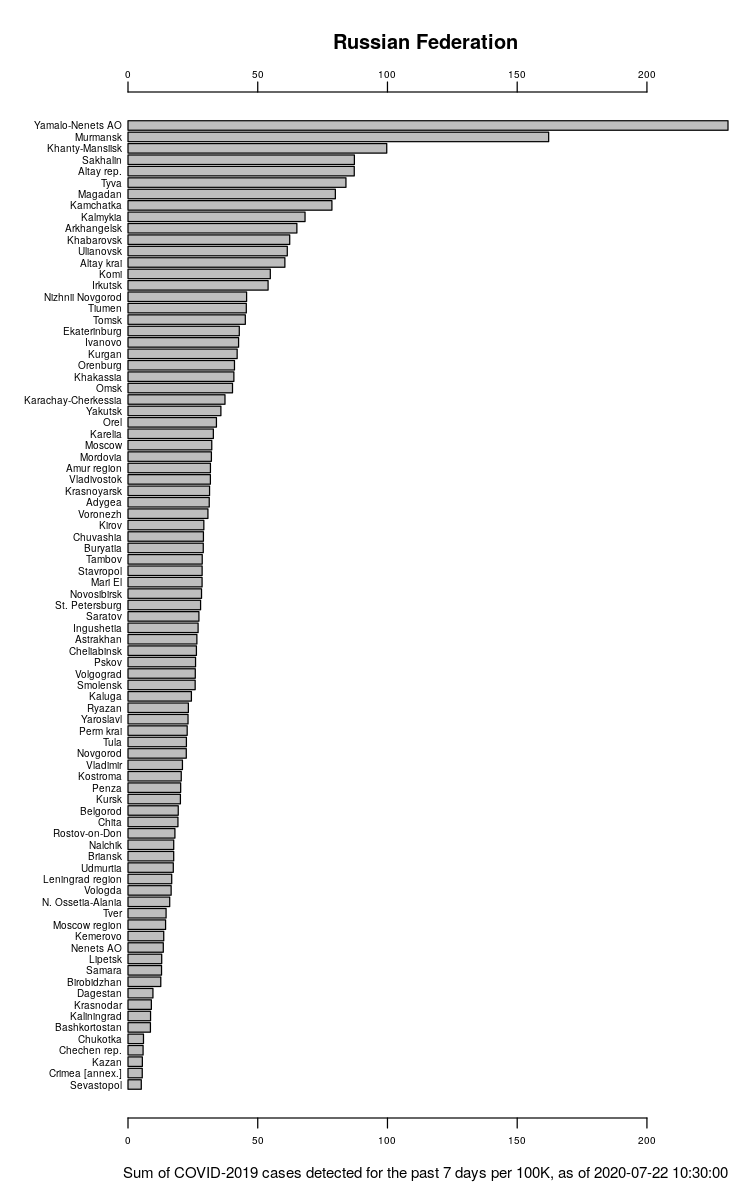 Russian Federation
0 50 100 150 200
Yamalo-Nenets AO
Murmansk
Khanty-Mansiisk
Sakhalin
Altay rep.
Tyva
Magadan
Kamchatka
Kalmykia
Arkhangelsk
Khabarovsk
Ulianovsk
Altay krai
Komi
Irkutsk
Nizhnii Novgorod
Tiumen
Tomsk
Ekaterinburg
Ivanovo
Kurgan
Orenburg
Khakassia
Omsk
Karachay-Cherkessia
Yakutsk
Orel
Karelia
Moscow
Mordovia
Amur region
Vladivostok
Krasnoyarsk
Adygea
Voronezh
Kirov
Chuvashia
Buryatia
Tambov
Stavropol
Mari El
Novosibirsk
St. Petersburg
Saratov
Ingushetia
Astrakhan
Cheliabinsk
Pskov
Volgograd
Smolensk
Kaluga
Ryazan
Yaroslavl
Perm krai
Tula
Novgorod
Vladimir
Kostroma
Penza
Kursk
Belgorod
Chita
Rostov-on-Don
Nalchik
Briansk
Udmurtia
Leningrad region
Vologda
N. Ossetia-Alania
Tver
Moscow region
Kemerovo
Nenets AO
Lipetsk
Samara
Birobidzhan
Dagestan
Krasnodar
Kaliningrad
Bashkortostan
Chukotka
Chechen rep.
Kazan
Crimea [annex.]
Sevastopol
0 50 100 150 200
Sum of COVID-2019 cases detected for the past 7 days per 100K, as of 2020-07-22 10:30:00